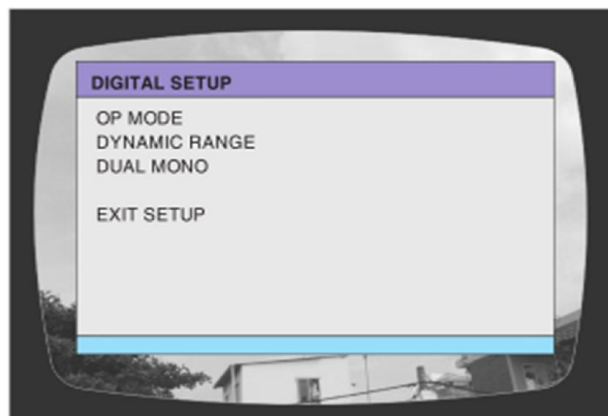 DIGITAL SETUP
OP MODE
DYNAMIC RANGE
DUAL MONO
EXIT SETUP